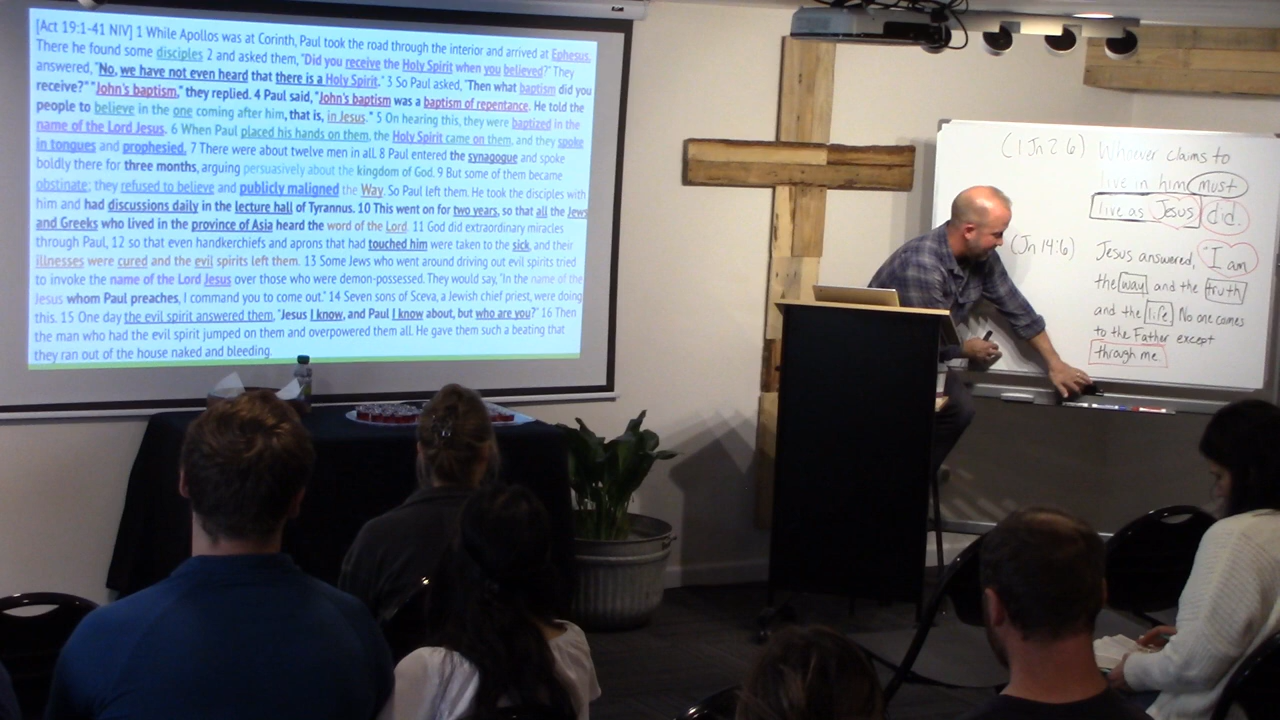 [Act 19:1-41 NIV] 1 While Apollos was at Corinth, Paul took the road through the interior and arrived at Ephesus.
There he found some disciples 2 and asked them, "Did you receive the Holy Spirit when you believed?" They
answered, "No, we have not even heard that there is a Holy Spirit." 3 So Paul asked, "Then what baptism did you
receive?" "John's baptism," they replied. 4 Paul said, "John's baptism was a baptism of repentance. He told the
people to believe in the one coming after him, that is, in Jesus." 5 On hearing this, they were baptized in the
name of the Lord Jesus. 6 When Paul placed his hands on them, the Holy Spirit came on them, and they spoke
in tongues and prophesied. 7 There were about twelve men in all. 8 Paul entered the synagogue and spoke
boldly there for three months, arguing persuasively about the kingdom of God. 9 But some of them became
obstinate; they refused to believe and publicly maligned the Way. So Paul left them. He took the disciples with
him and had discussions daily in the lecture hall of Tyrannus. 10 This went on for two years, so that all the Jews
and Greeks who lived in the province of Asia heard the word of the Lord. 11 God did extraordinary miracles
through Paul, 12 so that even handkerchiefs and aprons that had touched him were taken to the sick, and their
illnesses were cured and the evil spirits left them. 13 Some Jews who went around driving out evil spirits tried
to invoke the name of the Lord Jesus over those who were demon-possessed. They would say, "In the name of the
Jesus whom Paul preaches, I command you to come out." 14 Seven sons of Sceva, a Jewish chief priest, were doing
this. 15 One day the evil spirit answered them, "Jesus I know, and Paul I know about, but who are you?" 16 Then
the man who had the evil spirit jumped on them and overpowered them all. He gave them such a beating that
they ran out of the house naked and bleeding.
(1 Jn 2 6) Whoever claims to
live in him must
live as Jesus did.
(Jn 14:6) Jesus answered, "I am
the way and the truth
and the life. No one comes
to the Father except
through me.